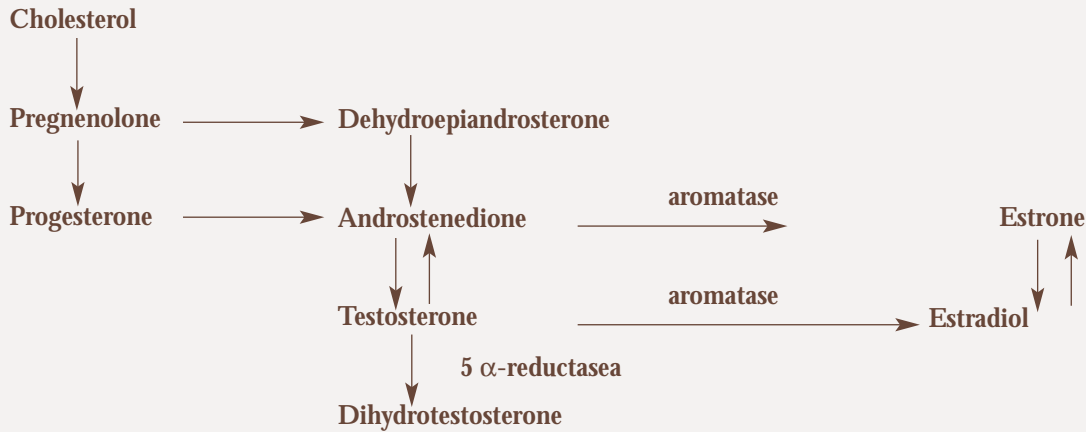 Cholesterol
Pregnenolone
Dehydroepiandrosterone
aromatase
Progesterone
Androstenedione
Estrone
aromatase
Testosterone
Estradiol
5 α-reductasea
Dihydrotestosterone